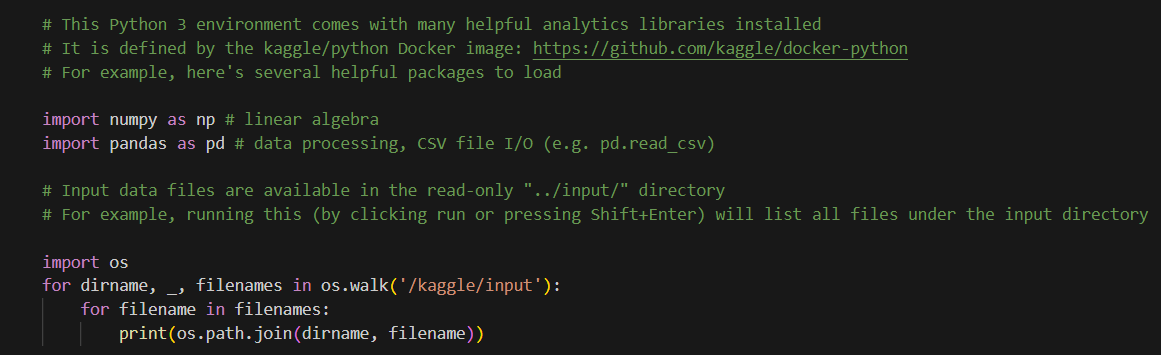 # This Python 3 environment comes with many helpful analytics libraries installed
# It is defined by the kaggle/python Docker image: https://github.com/kaggle/docker-python
# For example, here's several helpful packages to load
import numpy as np # linear algebra
import pandas as pd # data processing, CSV file I/O (e.g. pd.read_csv)
# Input data files are available in the read-only "../input/" directory
# For example, running this (by clicking run or pressing Shift+Enter) will list all files under the input directory
import os
for dirname, _, filenames in os.walk('/kaggle/input'):
    for filename in filenames:
        print(os.path.join(dirname, filename))